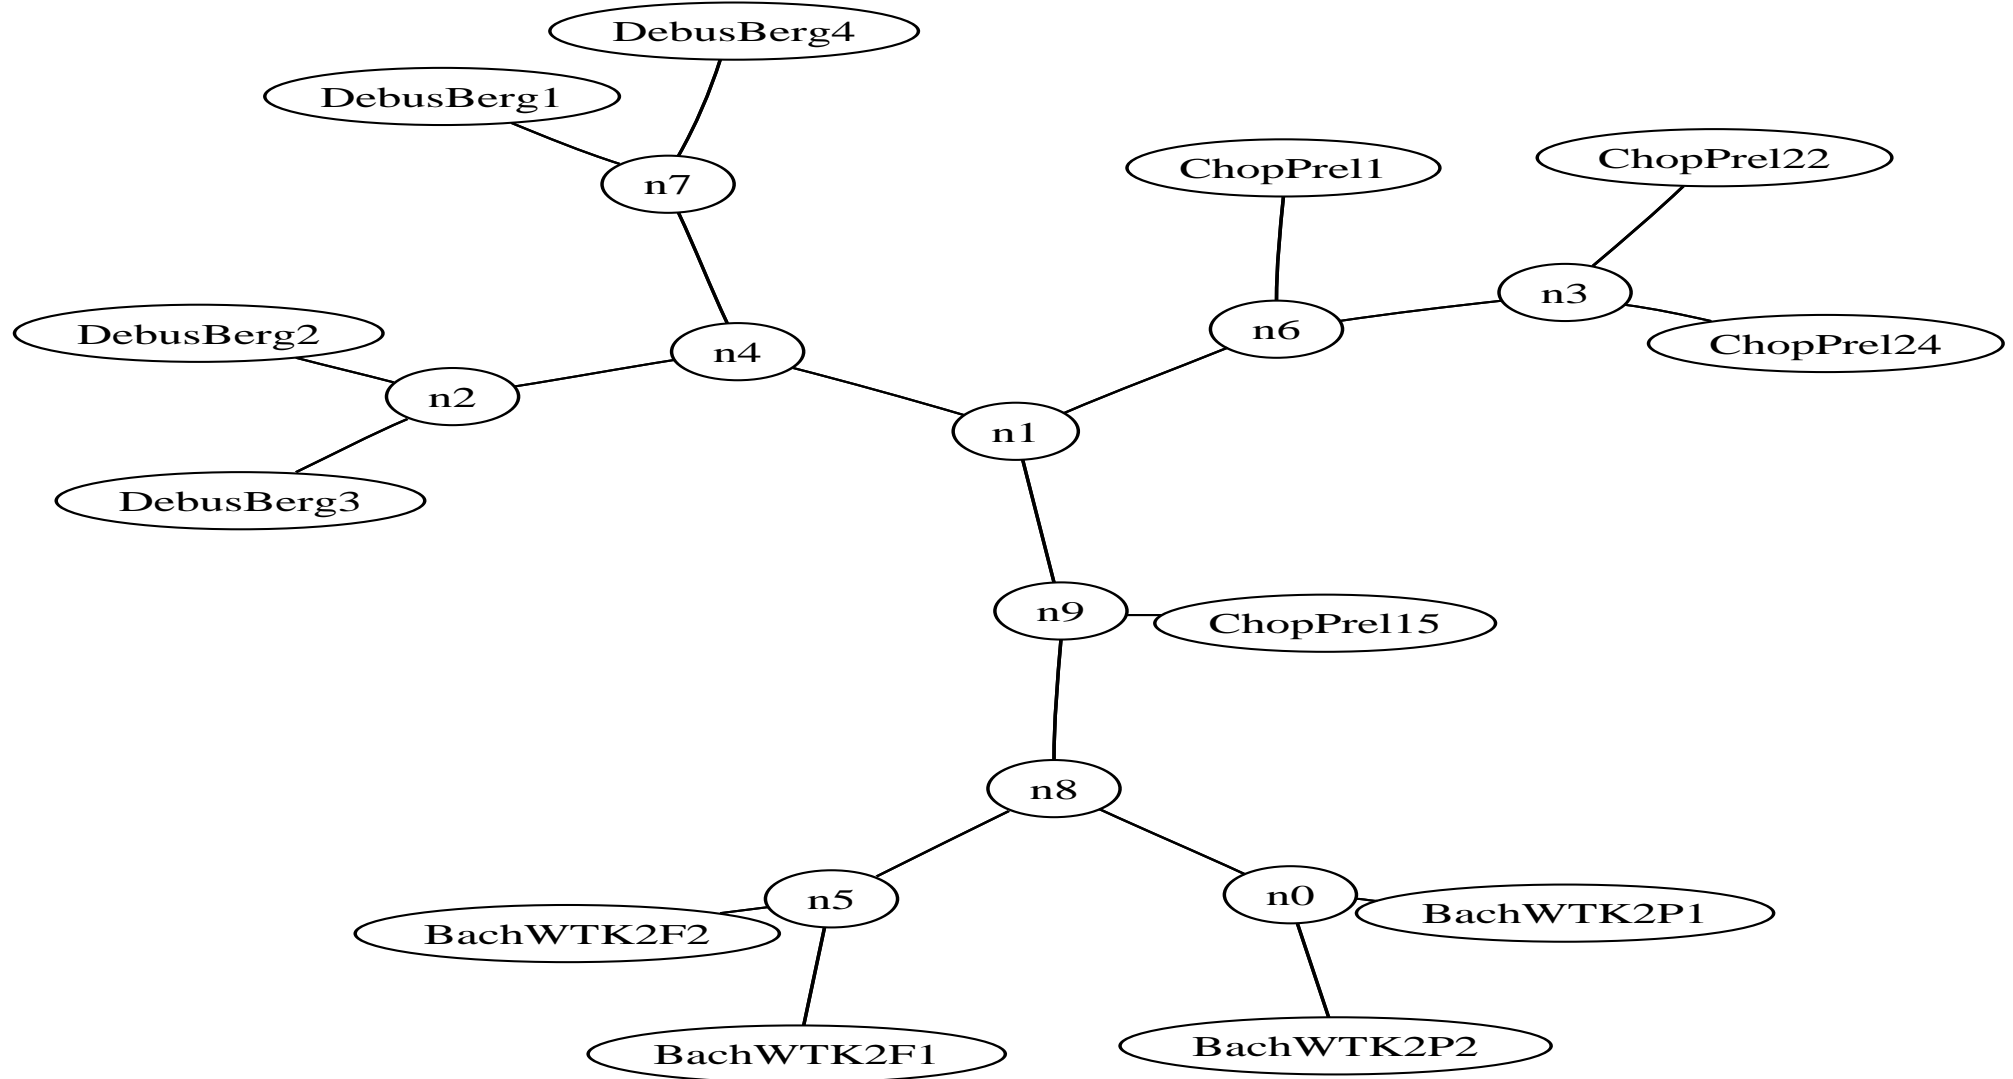 DebusBerg4
DebusBerg1
ChopPrel22
ChopPrel1
n7
n3
n6
DebusBerg2
ChopPrel24
n4
n2
n1
DebusBerg3
n9
ChopPrel15
n8
n0
n5
BachWTK2P1
BachWTK2F2
BachWTK2P2
BachWTK2F1